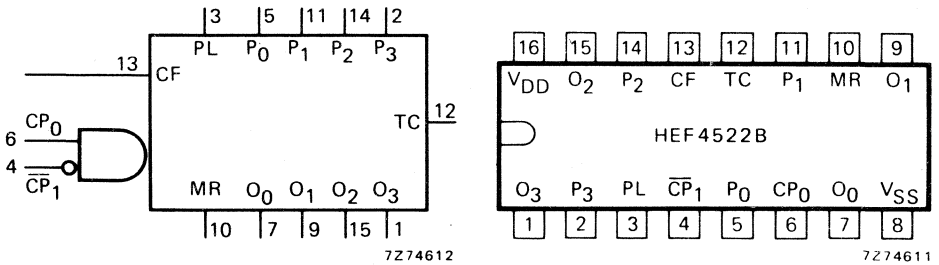 3 5 11 14 2
PL P0 P1 P2 P3
13 CF
TC 12
6 CP0
4 C̅P̅1
MR O0 O1 O2 O3
10 7 9 15 1
7Z74612
16 15 14 13 12 11 10 9
VDD O2 P2 CF TC P1 MR O1
HEF4522B
O3 P3 PL C̅P̅1 P0 CP0 O0 VSS
1 2 3 4 5 6 7 8
7Z74611